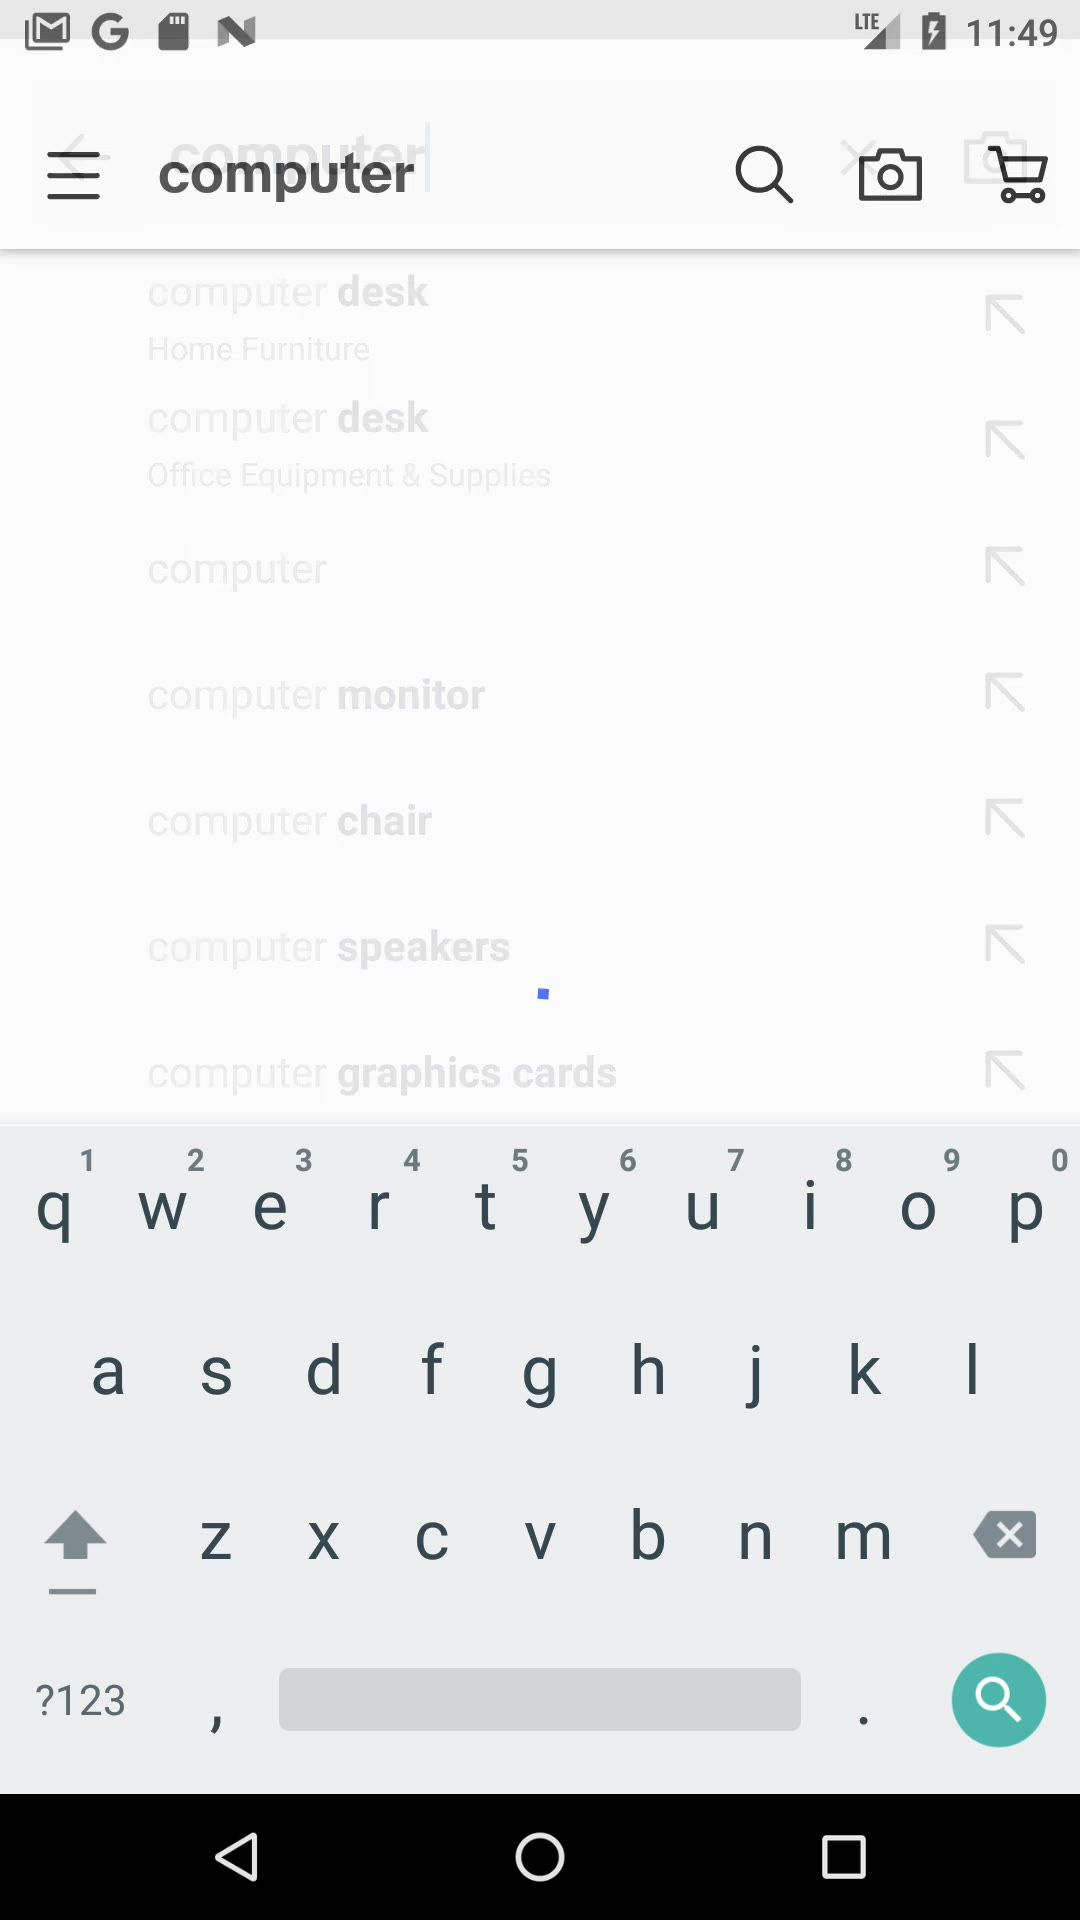 LTE 11:49
computer
computer
computer desk
Home Furniture
computer desk
Office Equipment & Supplies
computer
computer monitor
computer chair
computer speakers
computer graphics cards
1 2 3 4 5 6 7 8 9 0
q w e r t y u i o p
a s d f g h j k l
z x c v b n m
?123 , .